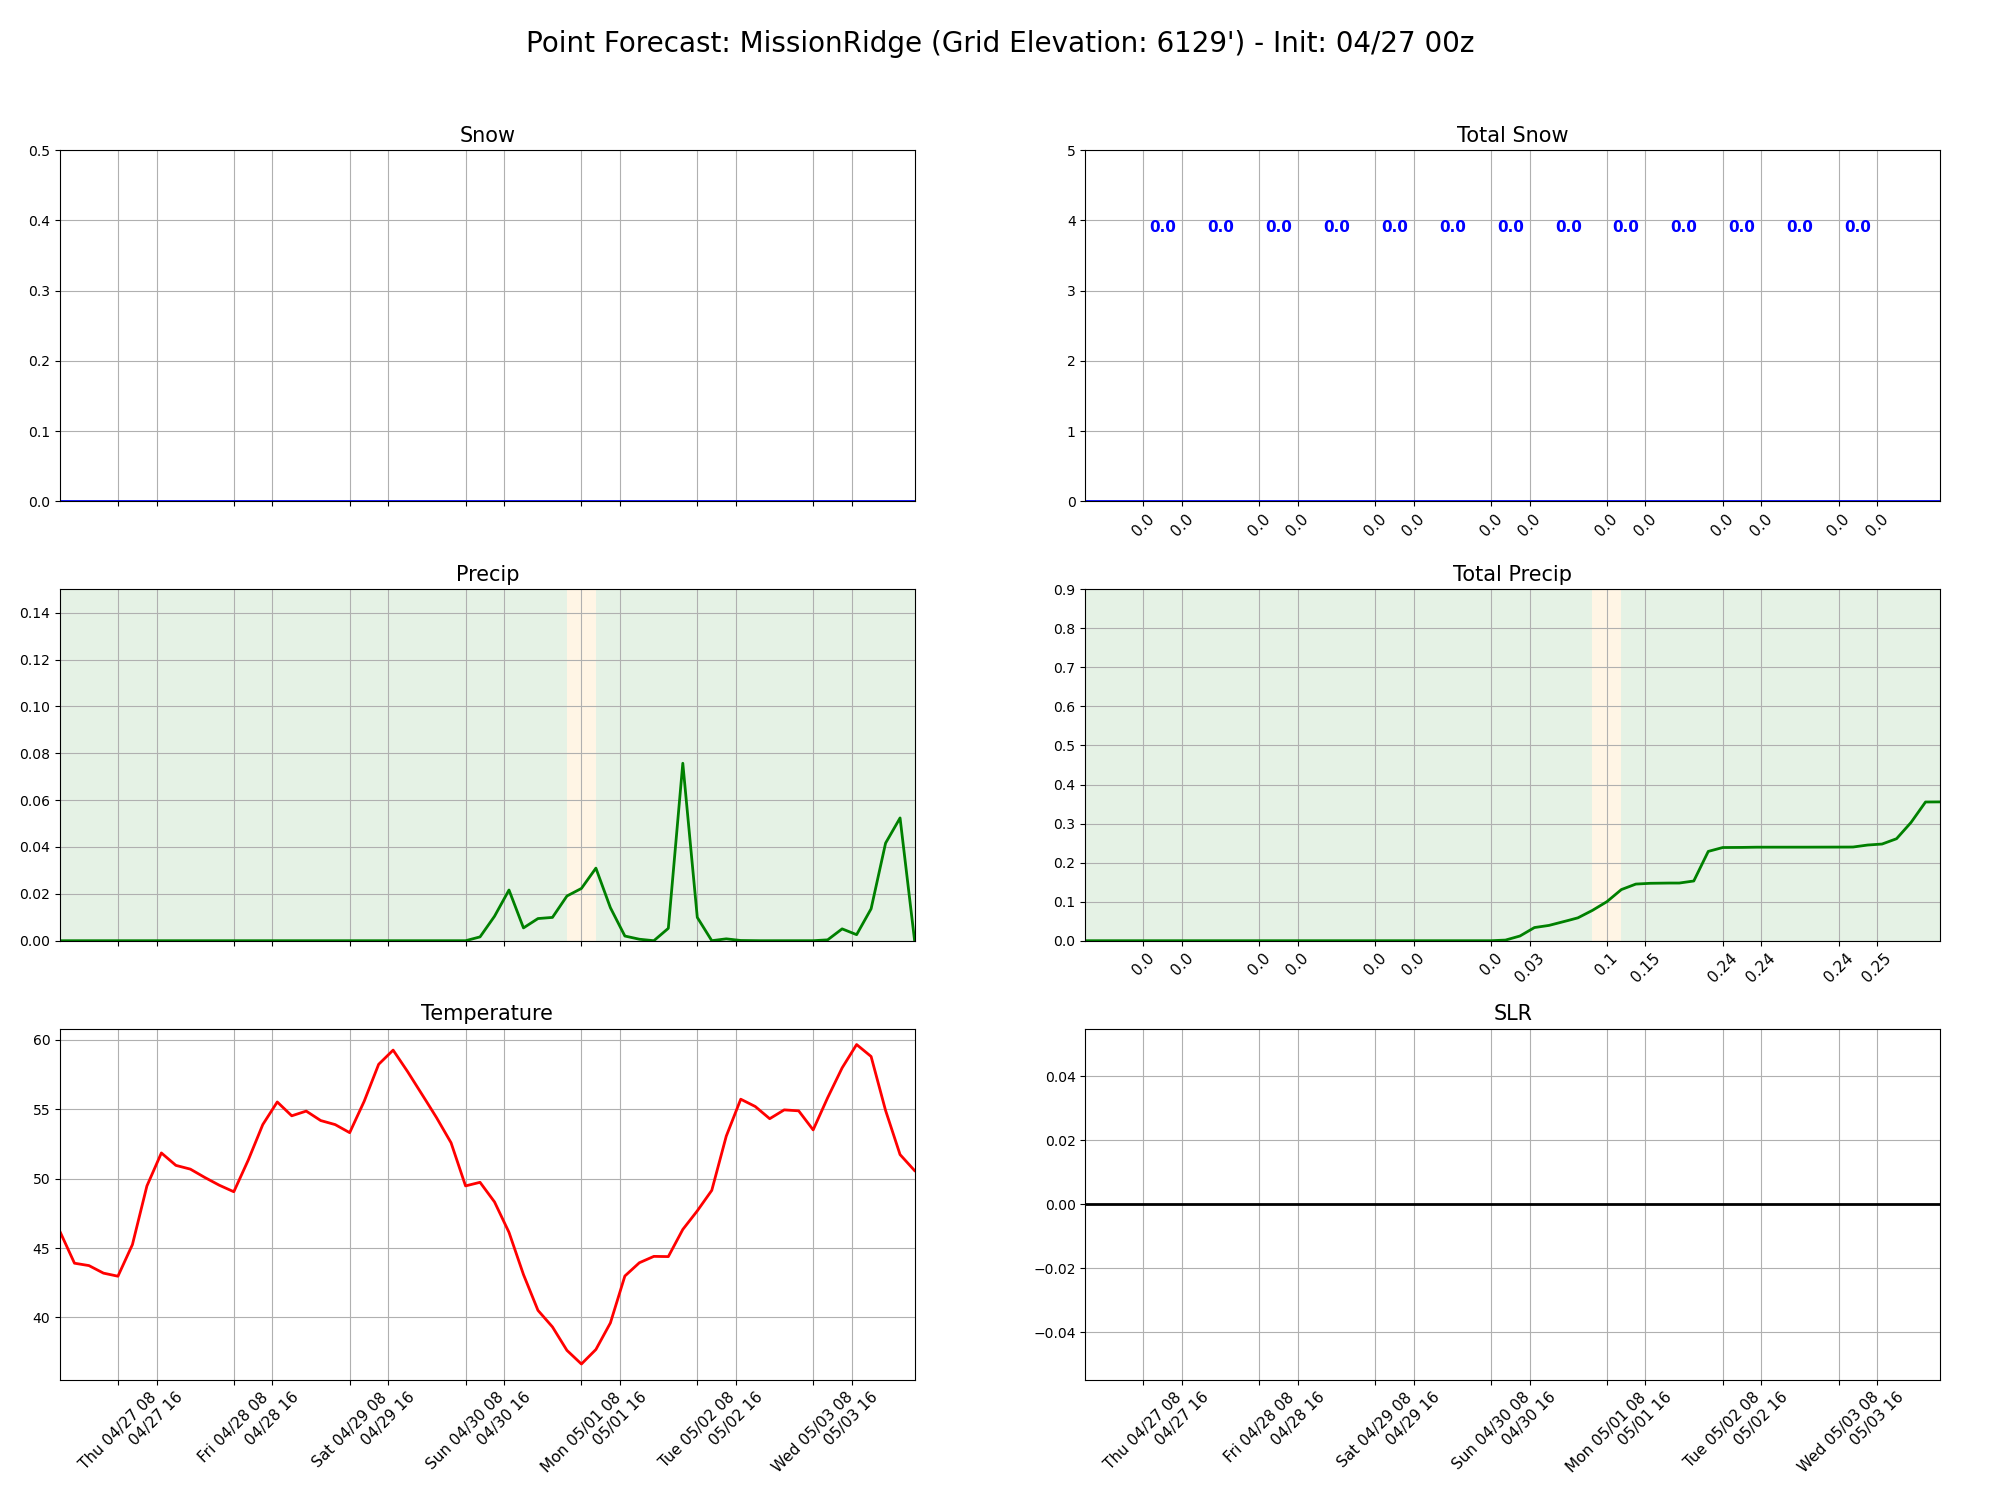 Point Forecast: MissionRidge (Grid Elevation: 6129') - Init: 04/27 00z
Snow
0.5
0.4
0.3
0.2
0.1
0.0
Total Snow
5
4
3
2
1
0
0.0 0.0 0.0 0.0 0.0 0.0 0.0 0.0 0.0 0.0 0.0 0.0 0.0
0.0 0.0 0.0 0.0 0.0 0.0 0.0 0.0 0.0 0.0 0.0 0.0 0.0 0.0
Precip
0.14
0.12
0.10
0.08
0.06
0.04
0.02
0.00
Total Precip
0.9
0.8
0.7
0.6
0.5
0.4
0.3
0.2
0.1
0.0
0.0 0.0 0.0 0.0 0.0 0.0 0.0 0.03 0.1 0.15 0.24 0.24 0.24 0.25
Temperature
60
55
50
45
40
Thu 04/27 08
04/27 16
Fri 04/28 08
04/28 16
Sat 04/29 08
04/29 16
Sun 04/30 08
04/30 16
Mon 05/01 08
05/01 16
Tue 05/02 08
05/02 16
Wed 05/03 08
05/03 16
SLR
0.04
0.02
0.00
−0.02
−0.04
Thu 04/27 08
04/27 16
Fri 04/28 08
04/28 16
Sat 04/29 08
04/29 16
Sun 04/30 08
04/30 16
Mon 05/01 08
05/01 16
Tue 05/02 08
05/02 16
Wed 05/03 08
05/03 16